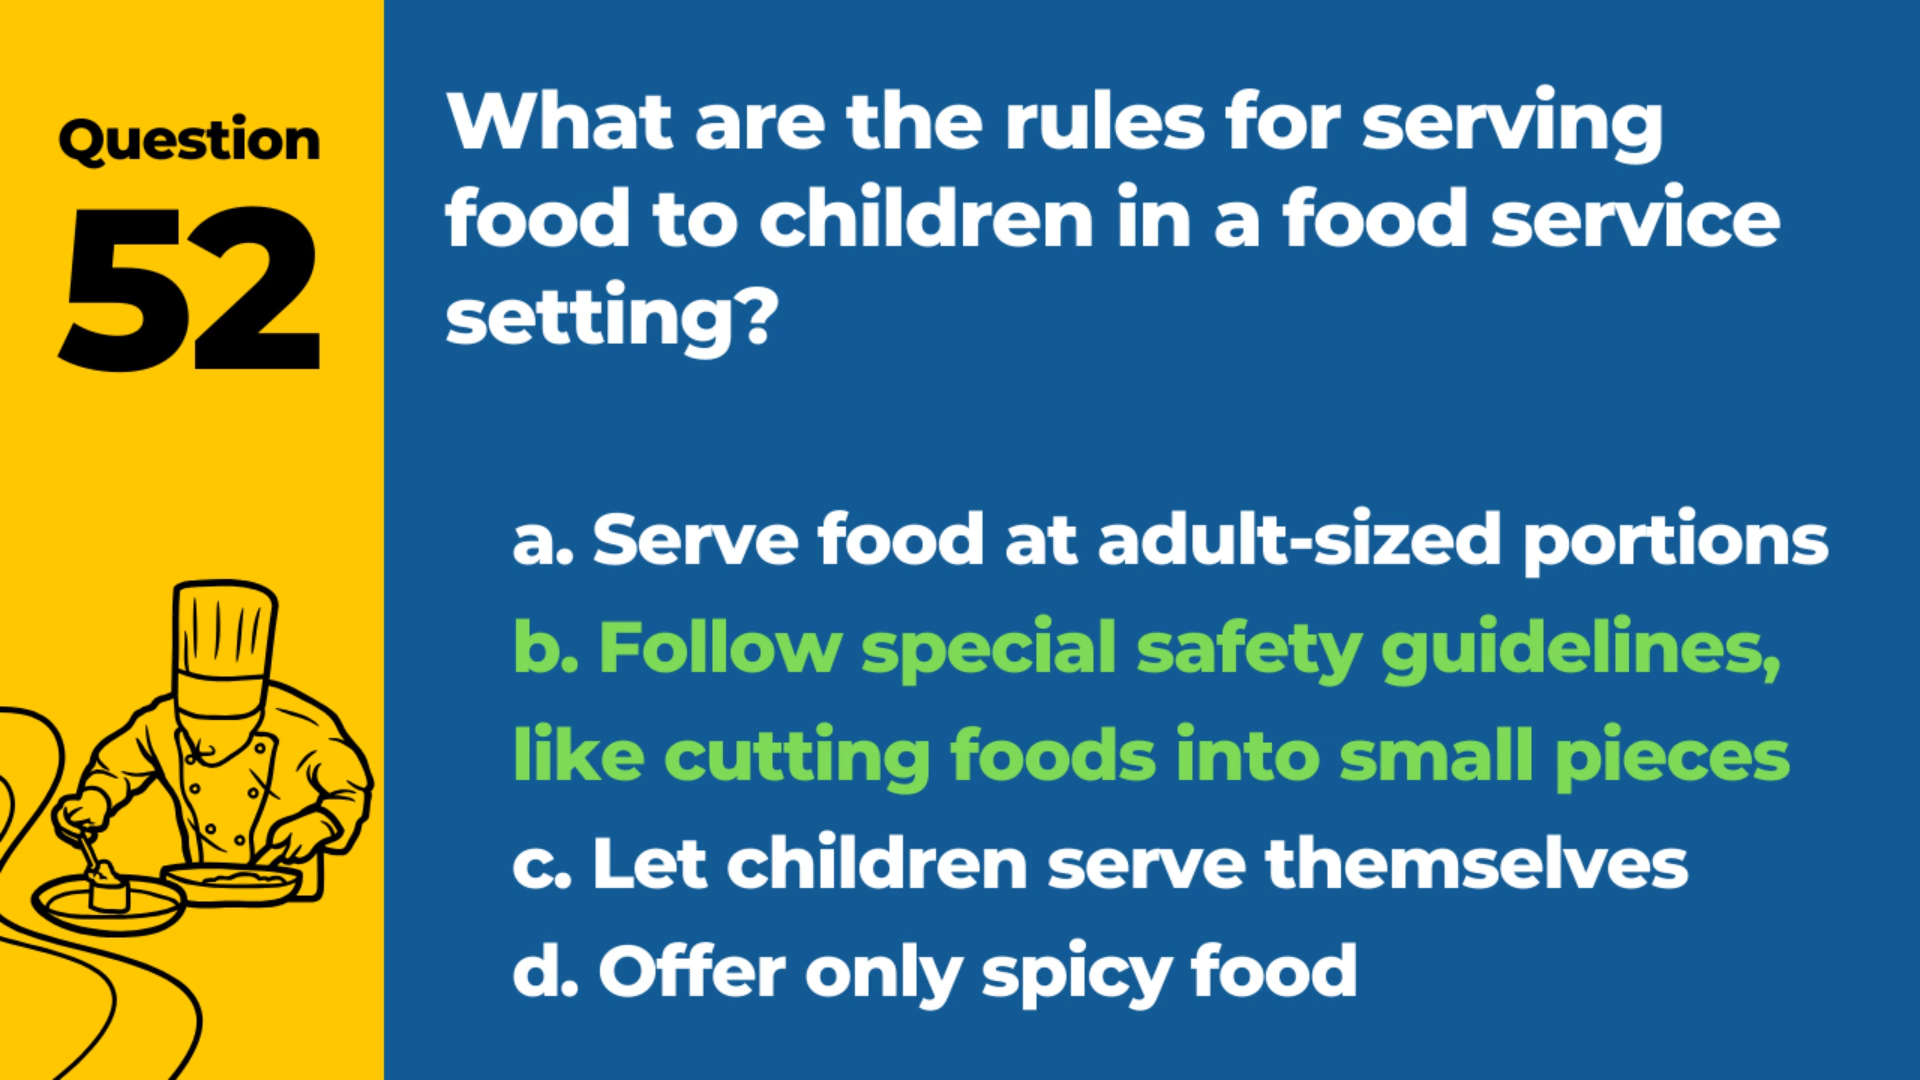 Question
52
What are the rules for serving
food to children in a food service
setting?
a. Serve food at adult-sized portions
b. Follow special safety guidelines,
like cutting foods into small pieces
c. Let children serve themselves
d. Offer only spicy food